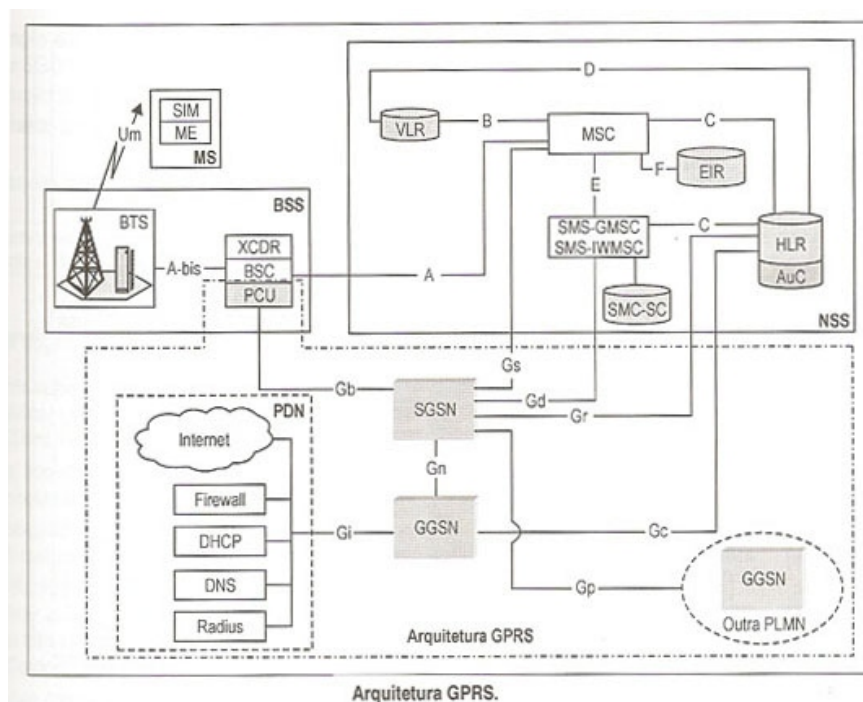 D
SIM
ME
MS
Um
VLR
B
MSC
C
F
EIR
E
BSS
BTS
A-bis
XCDR
BSC
PCU
A
SMS-GMSC
SMS-IWMSC
C
HLR
AuC
SMC-SC
NSS
Gs
Gb
SGSN
Gd
Gr
PDN
Internet
Gn
Firewall
DHCP
DNS
Radius
Gi
GGSN
Gc
Gp
GGSN
Outra PLMN
Arquitetura GPRS
Arquitetura GPRS.